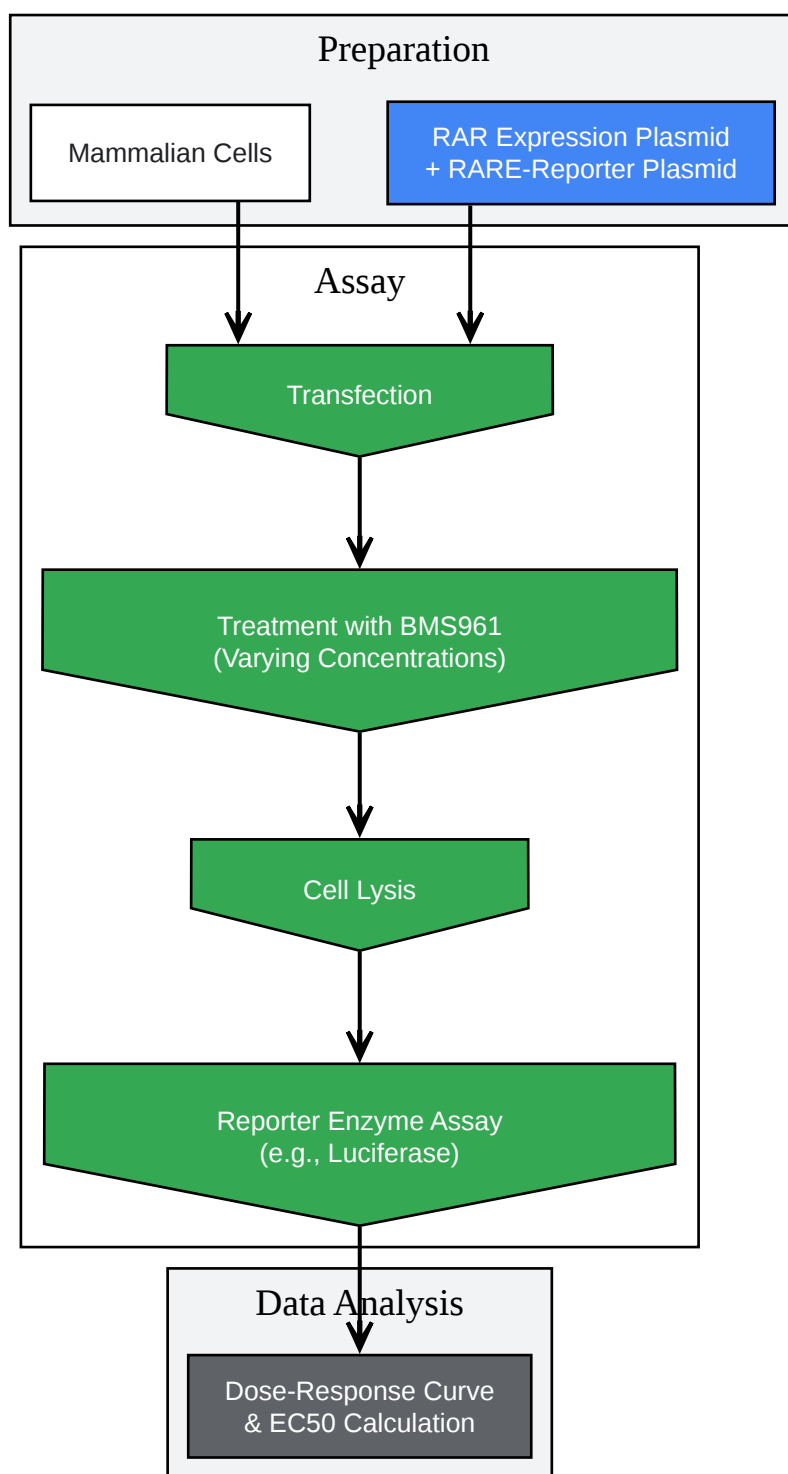 Preparation
Mammalian Cells
RAR Expression Plasmid
+ RARE-Reporter Plasmid
Assay
Transfection
Treatment with BMS961
(Varying Concentrations)
Cell Lysis
Reporter Enzyme Assay
(e.g., Luciferase)
Data Analysis
Dose-Response Curve
& EC50 Calculation